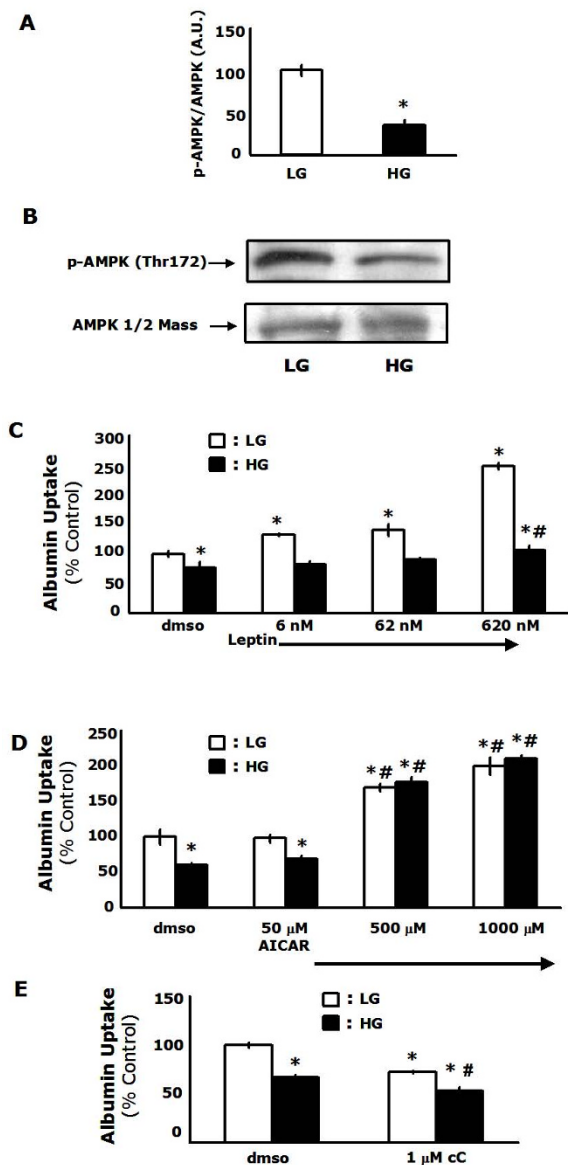 A
p-AMPK/AMPK (A.U.)
150
100
50
0
*
LG HG
B
p-AMPK (Thr172)
AMPK 1/2 Mass
LG HG
C
Albumin Uptake
(% Control)
300
250
200
150
100
50
0
: LG
: HG
* * * * *#
dmso 6 nM 62 nM 620 nM
Leptin
D
Albumin Uptake
(% Control)
250
200
150
100
50
0
: LG
: HG
* * *# *# *# *#
dmso 50 μM 500 μM 1000 μM
AICAR
E
Albumin Uptake
(% Control)
150
100
50
0
: LG
: HG
* * * #
dmso 1 μM cC